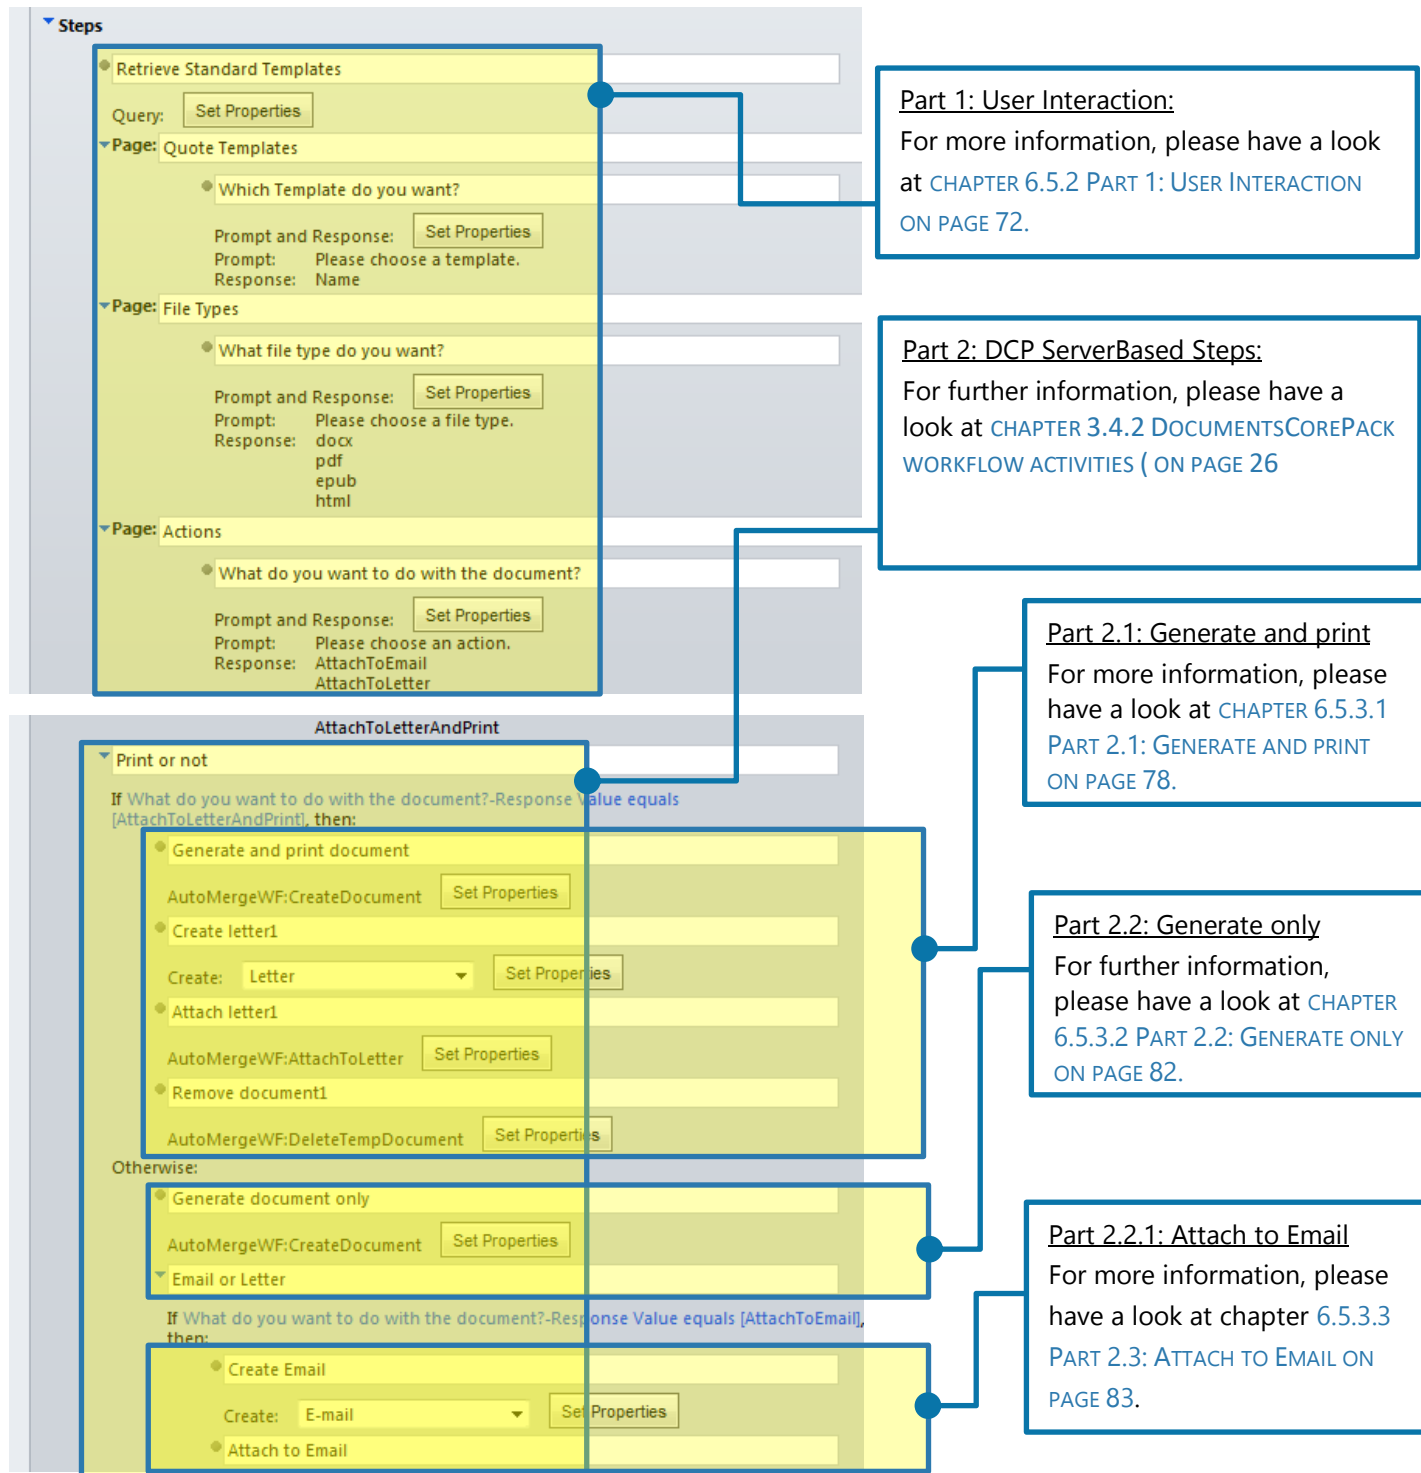 Steps
Retrieve Standard Templates
Query: Set Properties
Page: Quote Templates
Which Template do you want?
Prompt and Response: Set Properties
Prompt: Please choose a template.
Response: Name
Page: File Types
What file type do you want?
Prompt and Response: Set Properties
Prompt: Please choose a file type.
Response: docx
pdf
epub
html
Page: Actions
What do you want to do with the document?
Prompt and Response: Set Properties
Prompt: Please choose an action.
Response: AttachToEmail
AttachToLetter
AttachToLetterAndPrint
Print or not
If What do you want to do with the document?-Response Value equals
[AttachToLetterAndPrint], then:
Generate and print document
AutoMergeWF:CreateDocument Set Properties
Create letter1
Create: Letter Set Properties
Attach letter1
AutoMergeWF:AttachToLetter Set Properties
Remove document1
AutoMergeWF:DeleteTempDocument Set Properties
Otherwise:
Generate document only
AutoMergeWF:CreateDocument Set Properties
Email or Letter
If What do you want to do with the document?-Response Value equals [AttachToEmail],
then:
Create Email
Create: E-mail Set Properties
Attach to Email
Part 1: User Interaction:
For more information, please have a look
at CHAPTER 6.5.2 PART 1: USER INTERACTION
ON PAGE 72.
Part 2: DCP ServerBased Steps:
For further information, please have a
look at CHAPTER 3.4.2 DOCUMENTSCOREPACK
WORKFLOW ACTIVITIES ( ON PAGE 26
Part 2.1: Generate and print
For more information, please
have a look at CHAPTER 6.5.3.1
PART 2.1: GENERATE AND PRINT
ON PAGE 78.
Part 2.2: Generate only
For further information,
please have a look at CHAPTER
6.5.3.2 PART 2.2: GENERATE ONLY
ON PAGE 82.
Part 2.2.1: Attach to Email
For more information, please
have a look at chapter 6.5.3.3
PART 2.3: ATTACH TO EMAIL ON
PAGE 83.